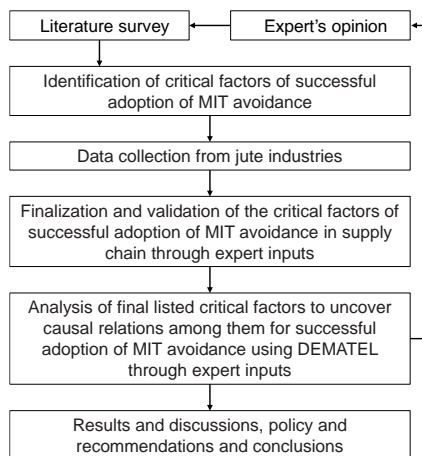 Literature survey
Expert's opinion
Identification of critical factors of successful
adoption of MIT avoidance
Data collection from jute industries
Finalization and validation of the critical factors of
successful adoption of MIT avoidance in supply
chain through expert inputs
Analysis of final listed critical factors to uncover
causal relations among them for successful
adoption of MIT avoidance using DEMATEL
through expert inputs
Results and discussions, policy and
recommendations and conclusions